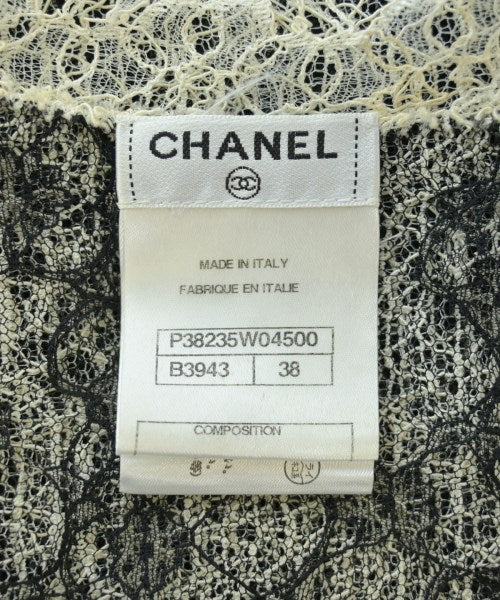 CHANEL
MADE IN ITALY
FABRIQUE EN ITALIE
P38235W04500
B3943 38
COMPOSITION